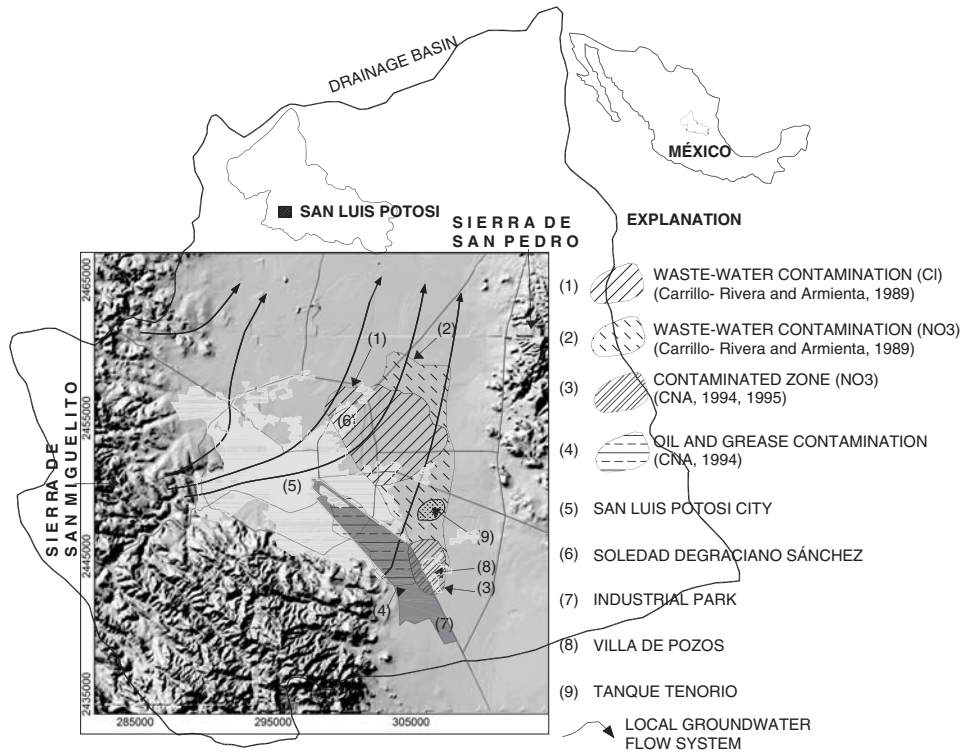 DRAINAGE BASIN
MÉXICO
SAN LUIS POTOSI
SIERRA DE
SAN PEDRO
EXPLANATION
(1) WASTE-WATER CONTAMINATION (Cl)
(Carrillo- Rivera and Armienta, 1989)
(2) WASTE-WATER CONTAMINATION (NO3)
(Carrillo- Rivera and Armienta, 1989)
(3) CONTAMINATED ZONE (NO3)
(CNA, 1994, 1995)
(4) OIL AND GREASE CONTAMINATION
(CNA, 1994)
(5) SAN LUIS POTOSI CITY
(6) SOLEDAD DEGRACIANO SÁNCHEZ
(7) INDUSTRIAL PARK
(8) VILLA DE POZOS
(9) TANQUE TENORIO
LOCAL GROUNDWATER
FLOW SYSTEM
SIERRA DE
SAN MIGUELITO
2465000
2455000
2445000
2435000
285000
295000
305000
(1)
(2)
(6)
(5)
(9)
(8)
(3)
(4)
(7)